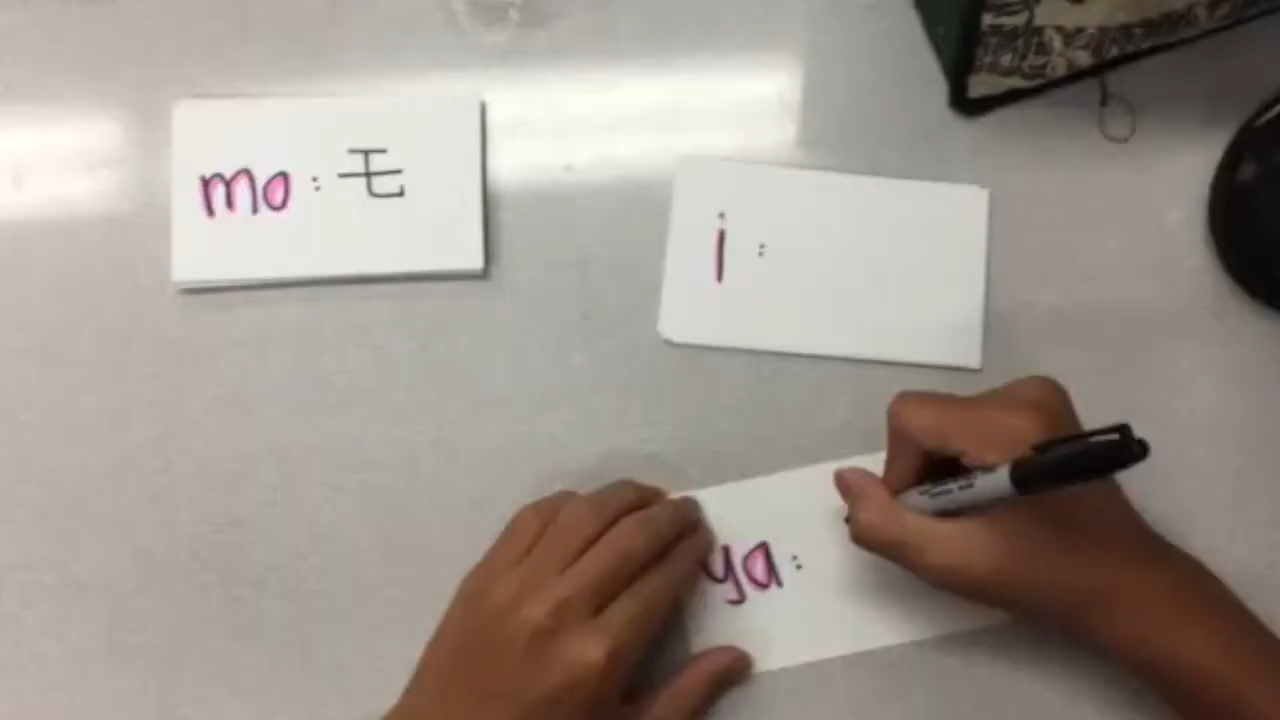 mo : モ
i :
ya :